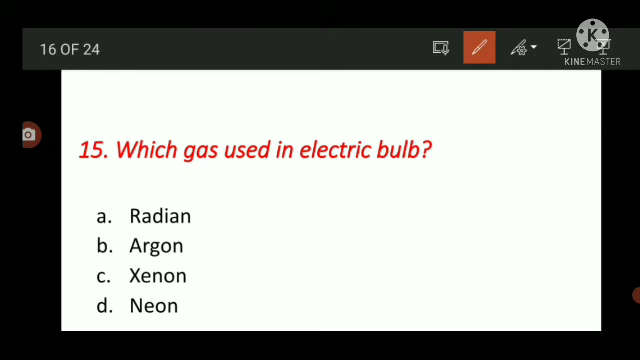 16 OF 24
K
KINEMASTER
15. Which gas used in electric bulb?
a. Radian
b. Argon
c. Xenon
d. Neon